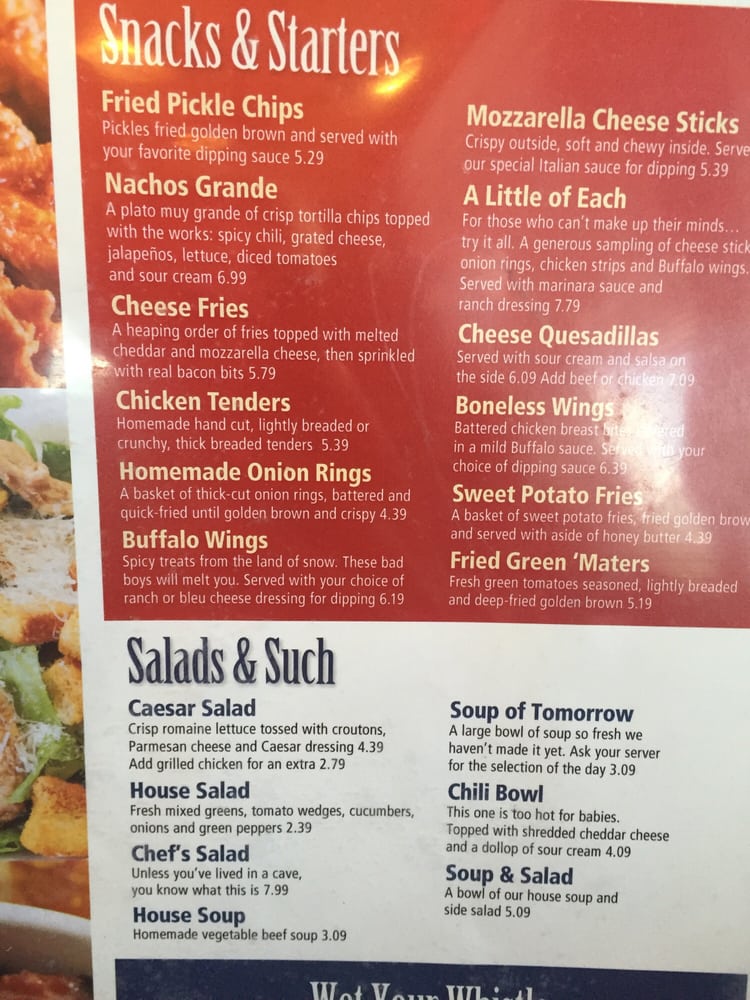 Snacks & Starters
Fried Pickle Chips
Pickles fried golden brown and served with
your favorite dipping sauce 5.29
Nachos Grande
A plato muy grande of crisp tortilla chips topped
with the works: spicy chili, grated cheese,
jalapeños, lettuce, diced tomatoes
and sour cream 6.99
Cheese Fries
A heaping order of fries topped with melted
cheddar and mozzarella cheese, then sprinkled
with real bacon bits 5.79
Chicken Tenders
Homemade hand cut, lightly breaded or
crunchy, thick breaded tenders 5.39
Homemade Onion Rings
A basket of thick-cut onion rings, battered and
quick-fried until golden brown and crispy 4.39
Buffalo Wings
Spicy treats from the land of snow. These bad
boys will melt you. Served with your choice of
ranch or bleu cheese dressing for dipping 6.19
Mozzarella Cheese Sticks
Crispy outside, soft and chewy inside. Serve
our special Italian sauce for dipping 5.39
A Little of Each
For those who can't make up their minds...
try it all. A generous sampling of cheese stick
onion rings, chicken strips and Buffalo wings.
Served with marinara sauce and
ranch dressing 7.79
Cheese Quesadillas
Served with sour cream and salsa on
the side 6.09 Add beef or chicken 7.09
Boneless Wings
Battered chicken breast bites
in a mild Buffalo sauce. Served with your
choice of dipping sauce 6.39
Sweet Potato Fries
A basket of sweet potato fries, fried golden brow
and served with aside of honey butter 4.39
Fried Green 'Maters
Fresh green tomatoes seasoned, lightly breaded
and deep-fried golden brown 5.19
Salads & Such
Caesar Salad
Crisp romaine lettuce tossed with croutons,
Parmesan cheese and Caesar dressing 4.39
Add grilled chicken for an extra 2.79
House Salad
Fresh mixed greens, tomato wedges, cucumbers,
onions and green peppers 2.39
Chef's Salad
Unless you've lived in a cave,
you know what this is 7.99
House Soup
Homemade vegetable beef soup 3.09
Soup of Tomorrow
A large bowl of soup so fresh we
haven't made it yet. Ask your server
for the selection of the day 3.09
Chili Bowl
This one is too hot for babies.
Topped with shredded cheddar cheese
and a dollop of sour cream 4.09
Soup & Salad
A bowl of our house soup and
side salad 5.09
Wet Your Whistl